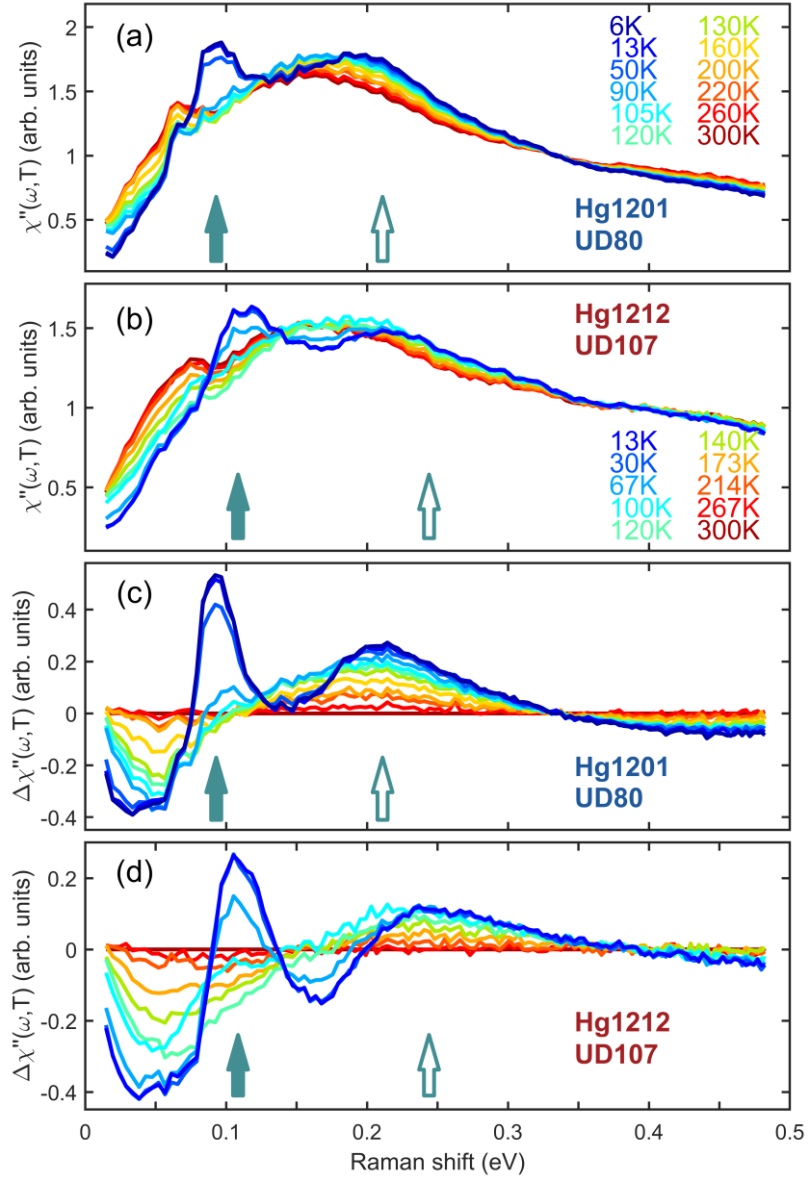 (a)
6K 130K
13K 160K
50K 200K
90K 220K
105K 260K
120K 300K
Hg1201
UD80
2
1.5
1
0.5
χ"(ω,T) (arb. units)
(b)
Hg1212
UD107
13K 140K
30K 173K
67K 214K
100K 267K
120K 300K
1.5
1
0.5
χ"(ω,T) (arb. units)
(c)
Hg1201
UD80
0.4
0.2
0
-0.2
-0.4
Δχ"(ω,T) (arb. units)
(d)
Hg1212
UD107
0.2
0
-0.2
-0.4
Δχ"(ω,T) (arb. units)
0 0.1 0.2 0.3 0.4 0.5
Raman shift (eV)